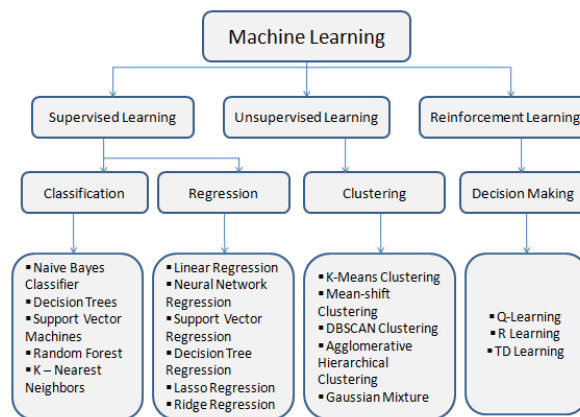 Machine Learning
Supervised Learning
Unsupervised Learning
Reinforcement Learning
Classification
Regression
Clustering
Decision Making
▪ Naive Bayes
Classifier
▪ Decision Trees
▪ Support Vector
Machines
▪ Random Forest
▪ K – Nearest
Neighbors
▪ Linear Regression
▪ Neural Network
Regression
▪ Support Vector
Regression
▪ Decision Tree
Regression
▪ Lasso Regression
▪ Ridge Regression
▪ K-Means Clustering
▪ Mean-shift
Clustering
▪ DBSCAN Clustering
▪ Agglomerative
Hierarchical
Clustering
▪ Gaussian Mixture
▪ Q-Learning
▪ R Learning
▪ TD Learning